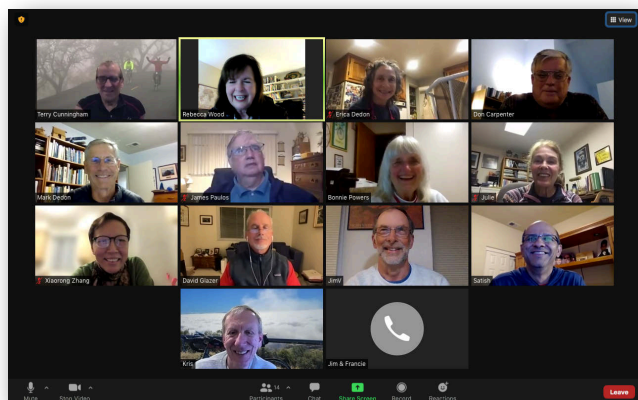 View
Terry Cunningham
Rebecca Wood
Erica Dedon
Don Carpenter
Mark Dedon
James Paulos
Bonnie Powers
Julie
Xiaorong Zhang
David Glazer
JimV
Satish
Kris
Jim & Francie
Mute
Stop Video
14
Participants
Chat
Share Screen
Record
Reactions
Leave